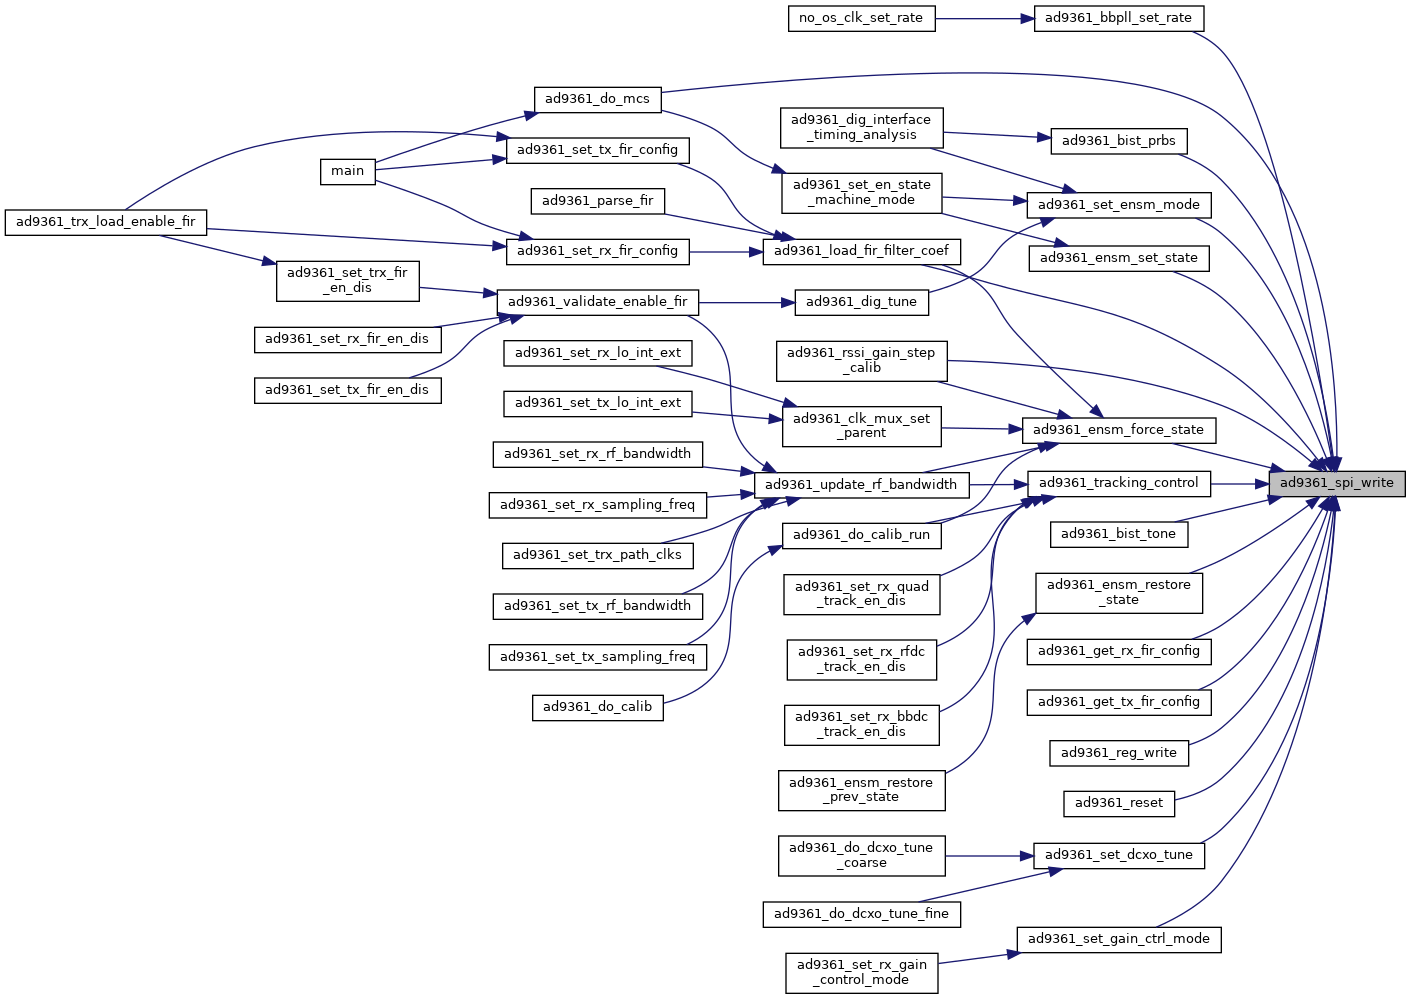 no_os_clk_set_rate
ad9361_bbpll_set_rate
ad9361_do_mcs
ad9361_dig_interface
_timing_analysis
ad9361_bist_prbs
ad9361_set_tx_fir_config
main
ad9361_set_en_state
_machine_mode
ad9361_parse_fir
ad9361_set_ensm_mode
ad9361_trx_load_enable_fir
ad9361_set_rx_fir_config
ad9361_load_fir_filter_coef
ad9361_ensm_set_state
ad9361_set_trx_fir
_en_dis
ad9361_validate_enable_fir
ad9361_dig_tune
ad9361_set_rx_fir_en_dis
ad9361_set_rx_lo_int_ext
ad9361_rssi_gain_step
_calib
ad9361_set_tx_fir_en_dis
ad9361_set_tx_lo_int_ext
ad9361_clk_mux_set
_parent
ad9361_ensm_force_state
ad9361_set_rx_rf_bandwidth
ad9361_update_rf_bandwidth
ad9361_tracking_control
ad9361_spi_write
ad9361_set_rx_sampling_freq
ad9361_do_calib_run
ad9361_bist_tone
ad9361_set_trx_path_clks
ad9361_set_rx_quad
_track_en_dis
ad9361_ensm_restore
_state
ad9361_set_tx_rf_bandwidth
ad9361_set_tx_sampling_freq
ad9361_set_rx_rfdc
_track_en_dis
ad9361_get_rx_fir_config
ad9361_do_calib
ad9361_set_rx_bbdc
_track_en_dis
ad9361_get_tx_fir_config
ad9361_reg_write
ad9361_ensm_restore
_prev_state
ad9361_reset
ad9361_do_dcxo_tune
_coarse
ad9361_set_dcxo_tune
ad9361_do_dcxo_tune_fine
ad9361_set_gain_ctrl_mode
ad9361_set_rx_gain
_control_mode